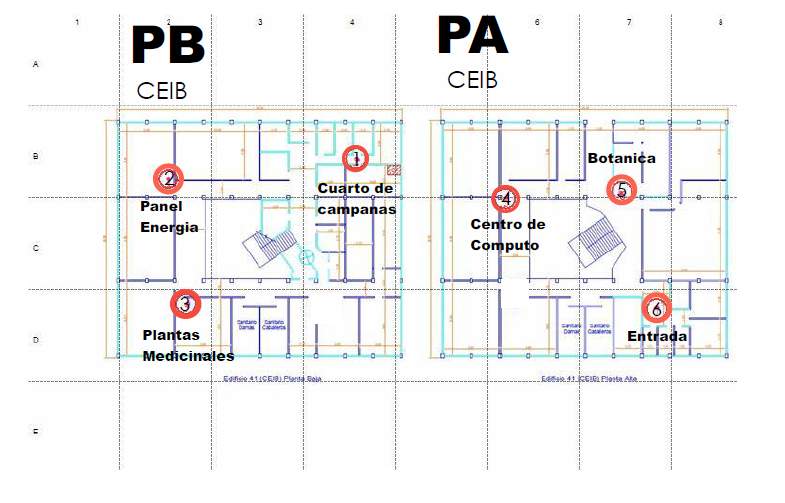 1 2 3 4 6 7 8
PB
CEIB
PA
CEIB
A
B
C
D
E
1
Cuarto de
campanas
2
Panel
Energia
3
Plantas
Medicinales
Sanitario
Damas
Sanitario
Caballeros
Edificio 41 (CEIB) Planta Baja
Botanica
5
4
Centro de
Computo
6
Entrada
Sanitario
Damas
Sanitario
Caballeros
Edificio 41 (CEIB) Planta Alta